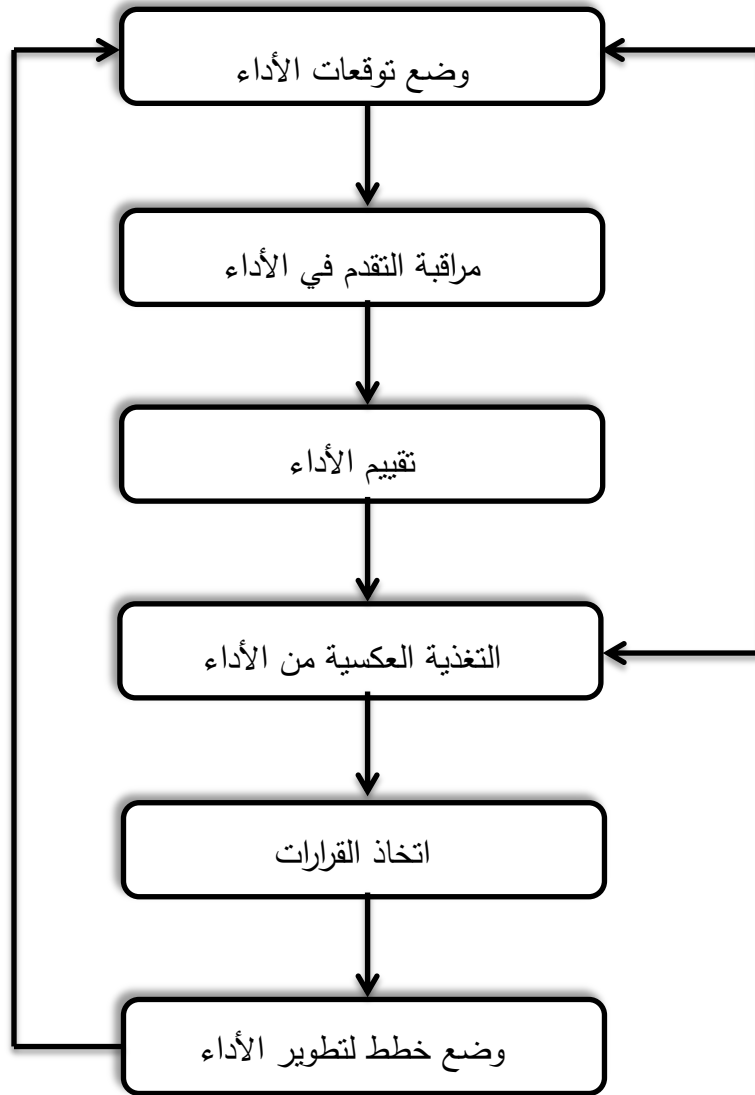 وضع توقعات الأداء
مراقبة التقدم في الأداء
تقييم الأداء
التغذية العكسية من الأداء
اتخاذ القرارات
وضع خطط لتطوير الأداء